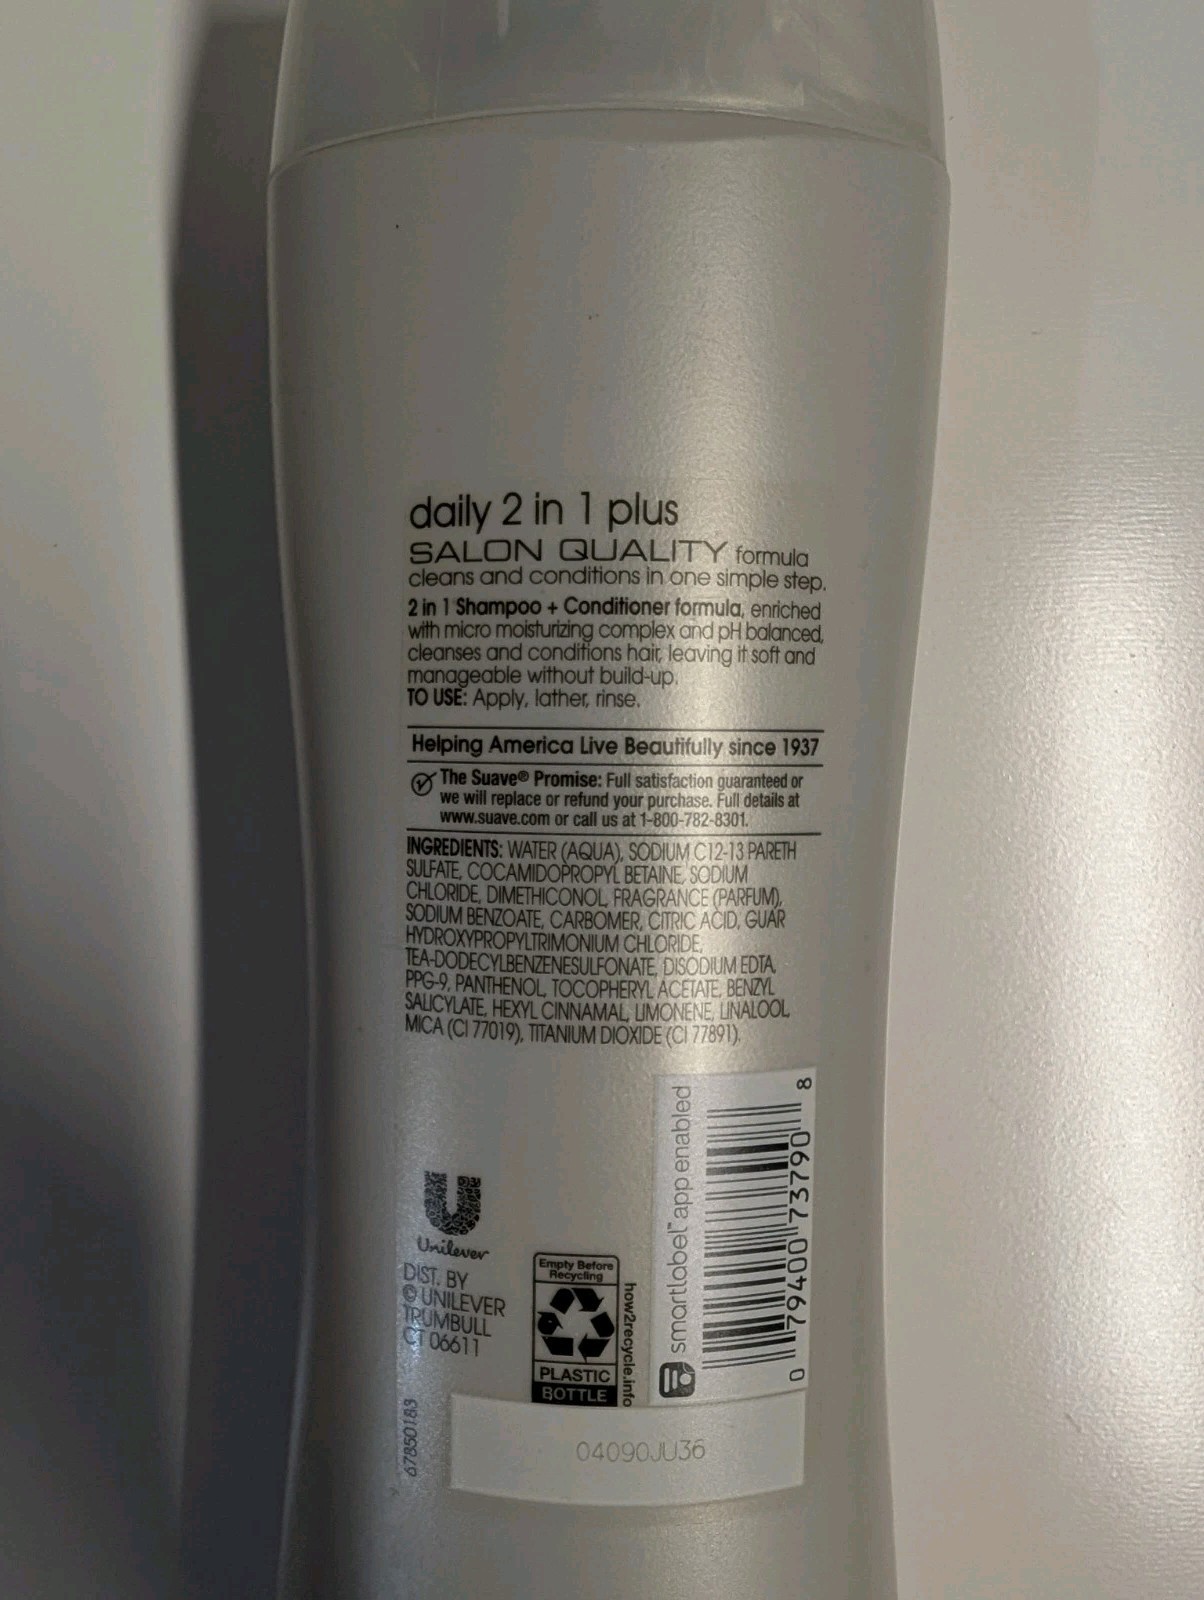 daily 2 in 1 plus
SALON QUALITY formula
cleans and conditions in one simple step.
2 in 1 Shampoo + Conditioner formula, enriched
with micro moisturizing complex and pH balanced,
cleanses and conditions hair, leaving it soft and
manageable without build-up.
TO USE: Apply, lather, rinse.
Helping America Live Beautifully since 1937
The Suave® Promise: Full satisfaction guaranteed or
we will replace or refund your purchase. Full details at
www.suave.com or call us at 1-800-782-8301.
INGREDIENTS: WATER (AQUA), SODIUM C12-13 PARETH
SULFATE, COCAMIDOPROPYL BETAINE, SODIUM
CHLORIDE, DIMETHICONOL, FRAGRANCE (PARFUM),
SODIUM BENZOATE, CARBOMER, CITRIC ACID, GUAR
HYDROXYPROPYLTRIMONIUM CHLORIDE,
TEA-DODECYLBENZENESULFONATE, DISODIUM EDTA,
PPG-9, PANTHENOL, TOCOPHERYL ACETATE, BENZYL
SALICYLATE, HEXYL CINNAMAL, LIMONENE, LINALOOL,
MICA (CI 77019), TITANIUM DIOXIDE (CI 77891).
Unilever
DIST. BY
© UNILEVER
TRUMBULL
CT 06611
67850183
Empty Before
Recycling
PLASTIC
BOTTLE
how2recycle.info
smartlabel™ app enabled
0 79400 73790 8
04090JU36